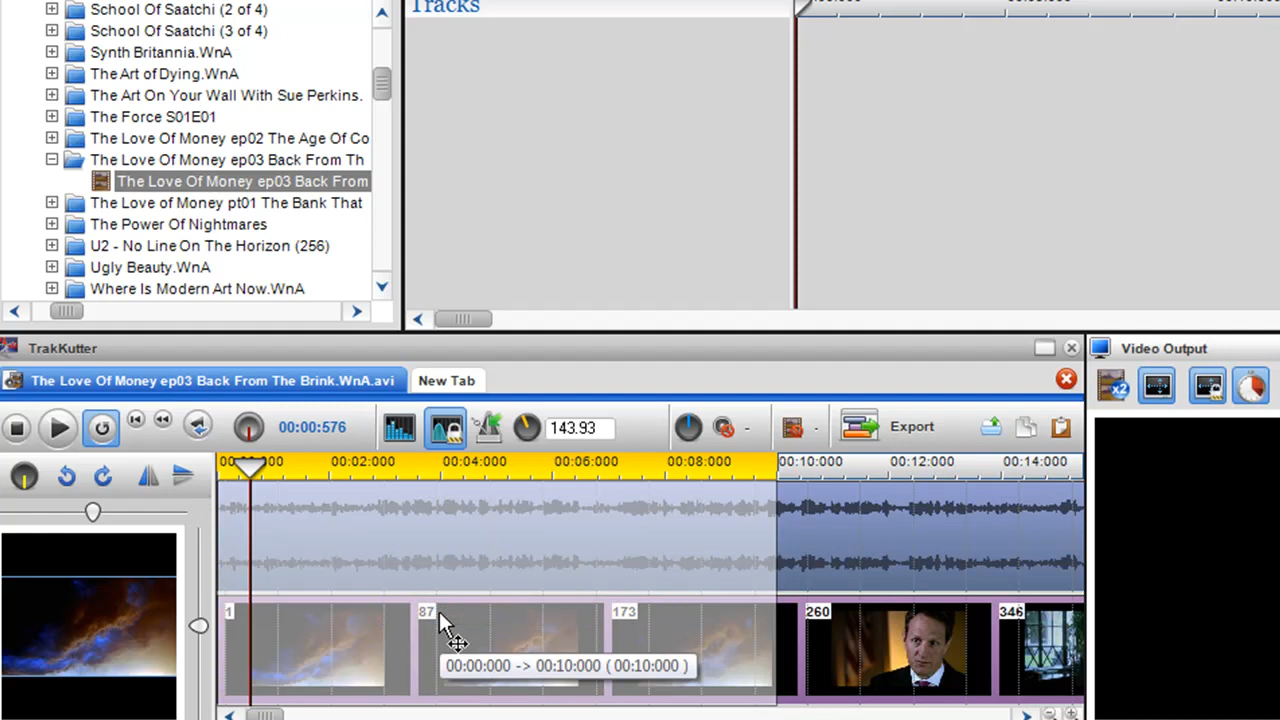 School Of Saatchi (2 of 4)
School Of Saatchi (3 of 4)
Synth Britannia.WnA
The Art of Dying.WnA
The Art On Your Wall With Sue Perkins.
The Force S01E01
The Love Of Money ep02 The Age Of Co
The Love Of Money ep03 Back From Th
The Love Of Money ep03 Back From
The Love of Money pt01 The Bank That
The Power Of Nightmares
U2 - No Line On The Horizon (256)
Ugly Beauty.WnA
Where Is Modern Art Now.WnA
Tracks
TrakKutter
The Love Of Money ep03 Back From The Brink.WnA.avi
New Tab
00:00:576
143.93
Export
00:02:000 00:04:000 00:06:000 00:08:000 00:10:000 00:12:000 00:14:000
1 87 173 260 346
00:00:000 -> 00:10:000 ( 00:10:000 )
Video Output
x2